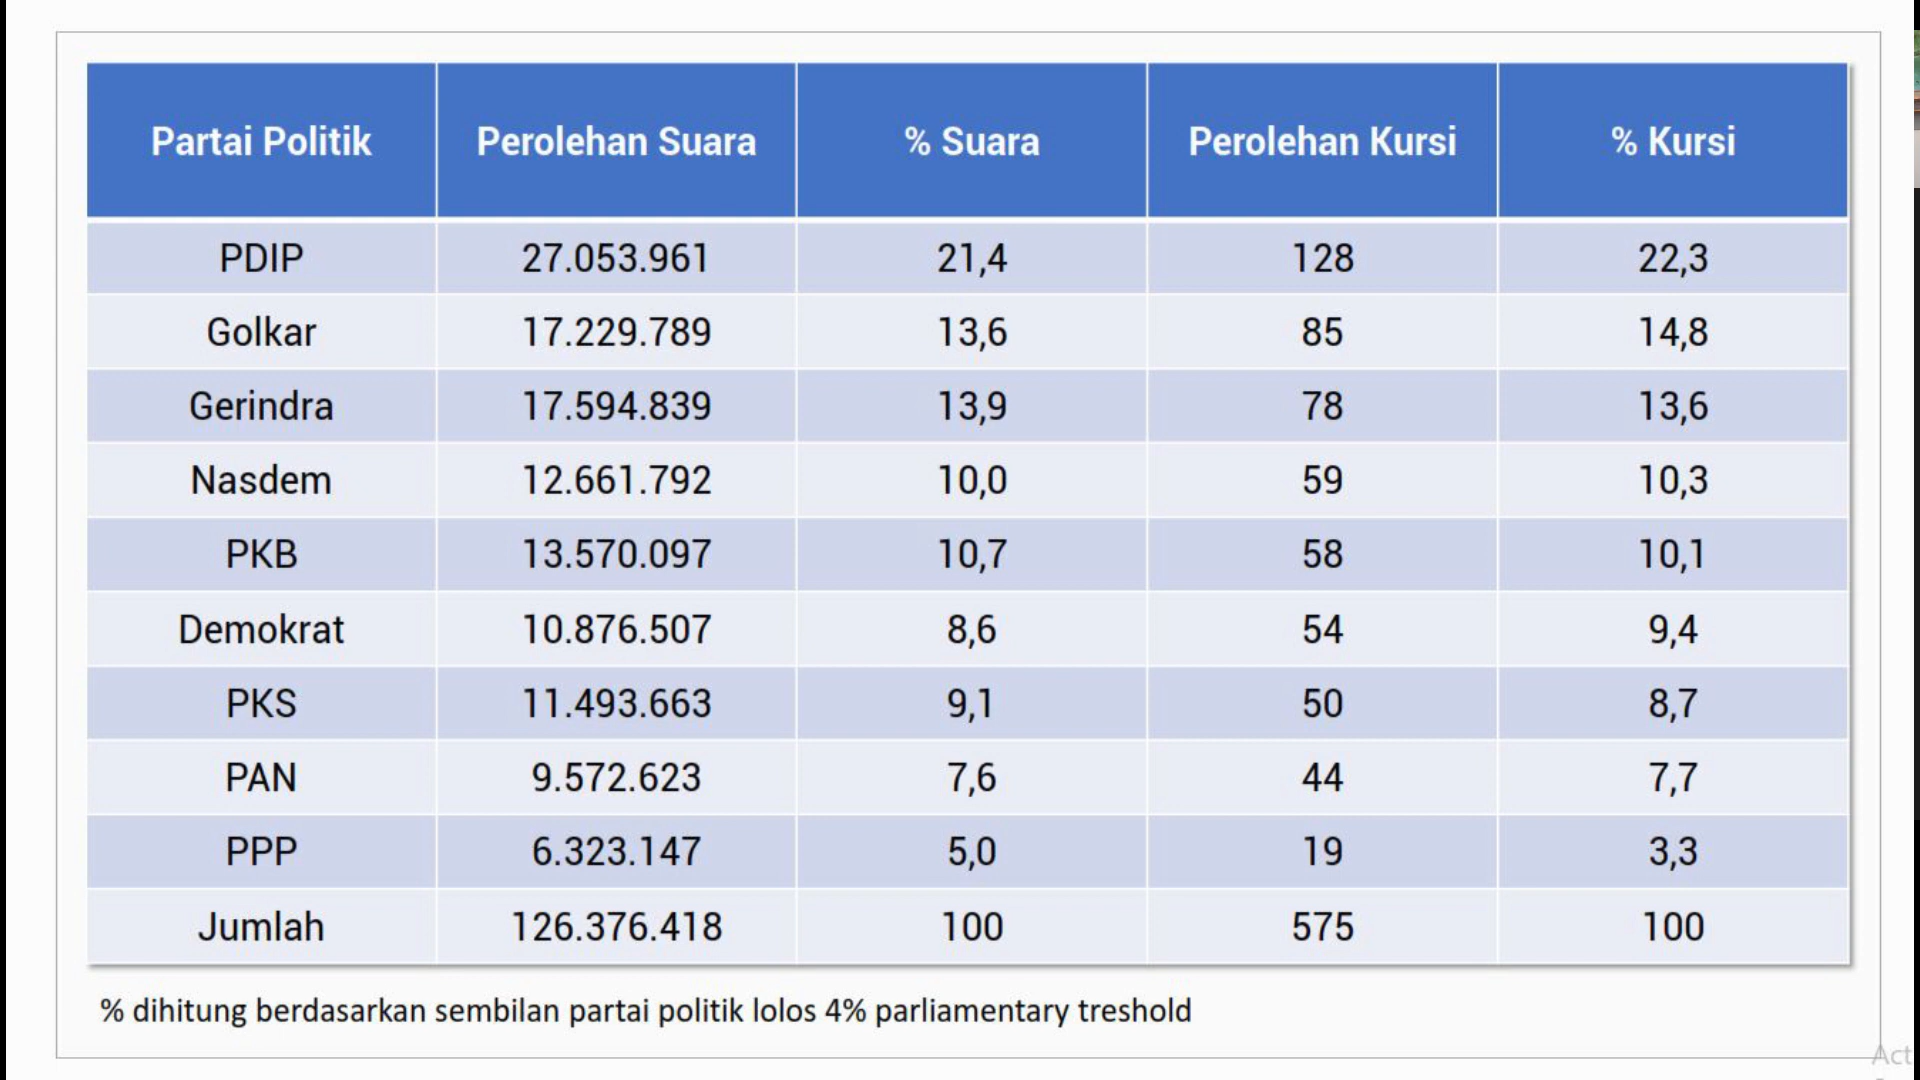 Partai Politik Perolehan Suara % Suara Perolehan Kursi % Kursi
PDIP 27.053.961 21,4 128 22,3
Golkar 17.229.789 13,6 85 14,8
Gerindra 17.594.839 13,9 78 13,6
Nasdem 12.661.792 10,0 59 10,3
PKB 13.570.097 10,7 58 10,1
Demokrat 10.876.507 8,6 54 9,4
PKS 11.493.663 9,1 50 8,7
PAN 9.572.623 7,6 44 7,7
PPP 6.323.147 5,0 19 3,3
Jumlah 126.376.418 100 575 100
% dihitung berdasarkan sembilan partai politik lolos 4% parliamentary treshold
Act